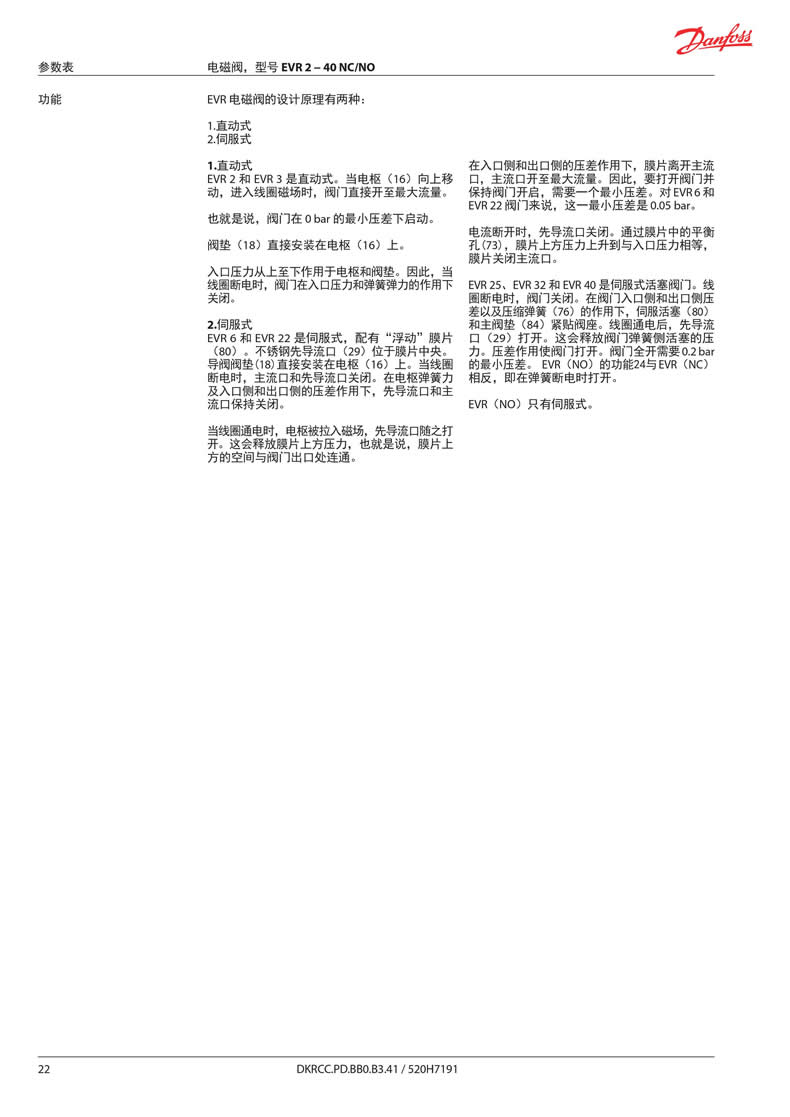 Danfoss
参数表
电磁阀，型号 EVR 2 – 40 NC/NO
功能
EVR 电磁阀的设计原理有两种：
1.直动式
2.伺服式
1.直动式
EVR 2 和 EVR 3 是直动式。当电枢（16）向上移
动，进入线圈磁场时，阀门直接开至最大流量。
也就是说，阀门在 0 bar 的最小压差下启动。
阀垫（18）直接安装在电枢（16）上。
入口压力从上至下作用于电枢和阀垫。因此，当
线圈断电时，阀门在入口压力和弹簧弹力的作用下
关闭。
2.伺服式
EVR 6 和 EVR 22 是伺服式，配有“浮动”膜片
（80）。不锈钢先导流口（29）位于膜片中央。
导阀阀垫（18）直接安装在电枢（16）上。当线圈
断电时，主流口和先导流口关闭。在电枢弹簧力
及入口侧和出口侧的压差作用下，先导流口和主
流口保持关闭。
当线圈通电时，电枢被拉入磁场，先导流口随之打
开。这会释放膜片上方压力，也就是说，膜片上
方的空间与阀门出口处连通。
在入口侧和出口侧的压差作用下，膜片离开主流
口，主流口开至最大流量。因此，要打开阀门并
保持阀门开启，需要一个最小压差。对 EVR 6 和
EVR 22 阀门来说，这一最小压差是 0.05 bar。
电流断开时，先导流口关闭。通过膜片中的平衡
孔（73），膜片上方压力上升到与入口压力相等，
膜片关闭主流口。
EVR 25、EVR 32 和 EVR 40 是伺服式活塞阀门。线
圈断电时，阀门关闭。在阀门入口侧和出口侧压
差以及压缩弹簧（76）的作用下，伺服活塞（80）
和主阀垫（84）紧贴阀座。线圈通电后，先导流
口（29）打开。这会释放阀门弹簧侧活塞的压
力。压差作用使阀门打开。阀门全开需要 0.2 bar
的最小压差。 EVR（NO）的功能24与 EVR（NC）
相反，即在弹簧断电时打开。
EVR（NO）只有伺服式。
22
DKRCC.PD.BB0.B3.41 / 520H7191